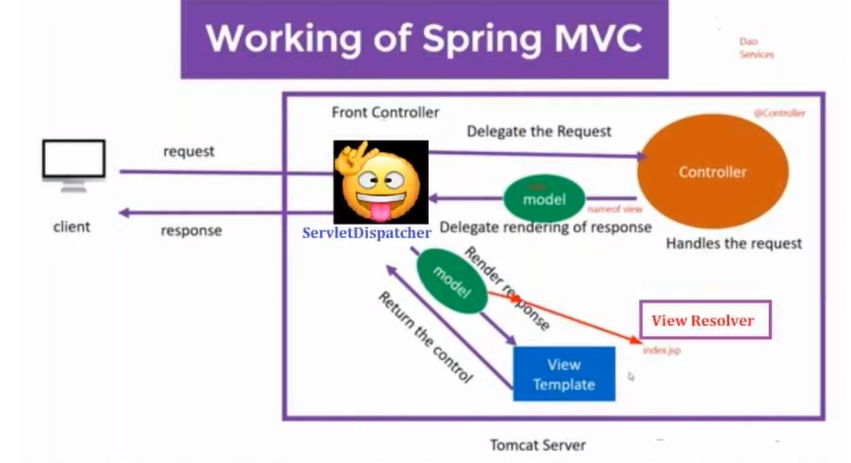 Working of Spring MVC
Dao
Services
Front Controller
@Controller
Delegate the Request
request
Controller
model
nameof view
client
response
ServletDispatcher
Delegate rendering of response
Handles the request
model
Render response
Return the control
View Resolver
index.jsp
View
Template
Tomcat Server